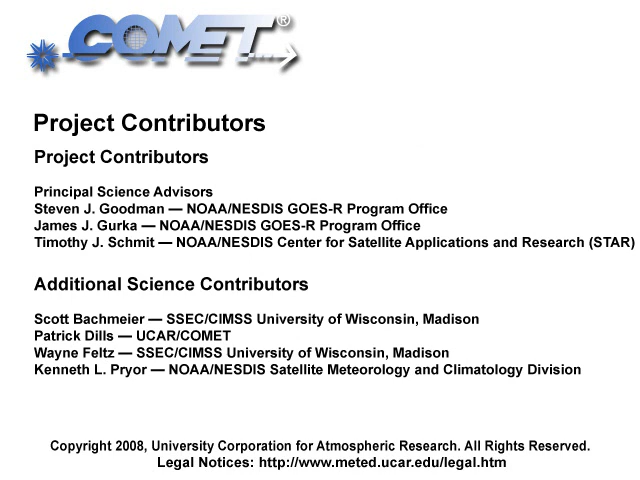 COMET®
Project Contributors
Project Contributors
Principal Science Advisors
Steven J. Goodman — NOAA/NESDIS GOES-R Program Office
James J. Gurka — NOAA/NESDIS GOES-R Program Office
Timothy J. Schmit — NOAA/NESDIS Center for Satellite Applications and Research (STAR)
Additional Science Contributors
Scott Bachmeier — SSEC/CIMSS University of Wisconsin, Madison
Patrick Dills — UCAR/COMET
Wayne Feltz — SSEC/CIMSS University of Wisconsin, Madison
Kenneth L. Pryor — NOAA/NESDIS Satellite Meteorology and Climatology Division
Copyright 2008, University Corporation for Atmospheric Research. All Rights Reserved.
Legal Notices: http://www.meted.ucar.edu/legal.htm